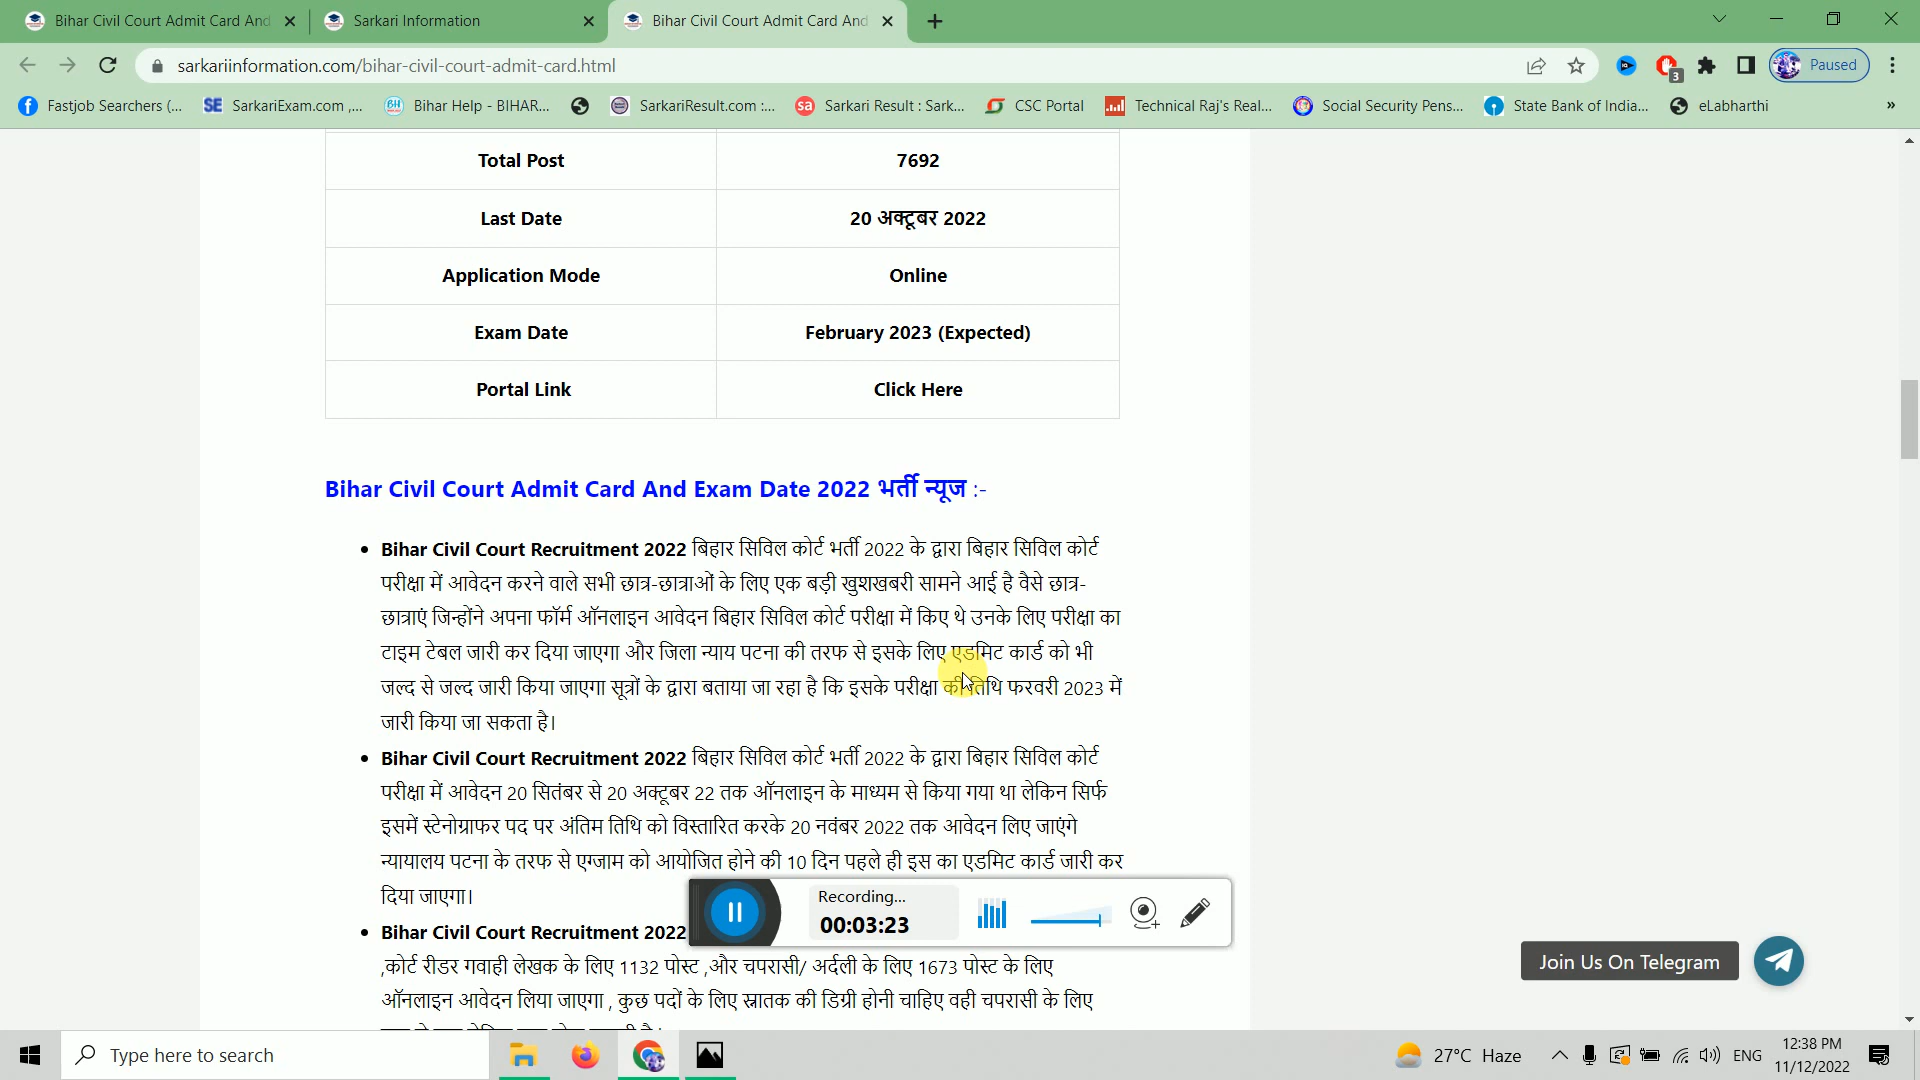 Bihar Civil Court Admit Card And
Sarkari Information
Bihar Civil Court Admit Card And
sarkariinformation.com/bihar-civil-court-admit-card.html
3
Paused
Fastjob Searchers (...
SE SarkariExam.com ,...
BH Bihar Help - BIHAR...
SarkariResult.com :...
sa Sarkari Result : Sark...
CSC Portal
Technical Raj's Real...
Social Security Pens...
State Bank of India...
eLabharthi
»
Total Post 7692
Last Date 20 अक्टूबर 2022
Application Mode Online
Exam Date February 2023 (Expected)
Portal Link Click Here
Bihar Civil Court Admit Card And Exam Date 2022 भर्ती न्यूज :-
• Bihar Civil Court Recruitment 2022 बिहार सिविल कोर्ट भर्ती 2022 के द्वारा बिहार सिविल कोर्ट
परीक्षा में आवेदन करने वाले सभी छात्र-छात्राओं के लिए एक बड़ी खुशखबरी सामने आई है वैसे छात्र-
छात्राएं जिन्होंने अपना फॉर्म ऑनलाइन आवेदन बिहार सिविल कोर्ट परीक्षा में किए थे उनके लिए परीक्षा का
टाइम टेबल जारी कर दिया जाएगा और जिला न्याय पटना की तरफ से इसके लिए एडमिट कार्ड को भी
जल्द से जल्द जारी किया जाएगा सूत्रों के द्वारा बताया जा रहा है कि इसके परीक्षा की तिथि फरवरी 2023 में
जारी किया जा सकता है।
• Bihar Civil Court Recruitment 2022 बिहार सिविल कोर्ट भर्ती 2022 के द्वारा बिहार सिविल कोर्ट
परीक्षा में आवेदन 20 सितंबर से 20 अक्टूबर 22 तक ऑनलाइन के माध्यम से किया गया था लेकिन सिर्फ
इसमें स्टेनोग्राफर पद पर अंतिम तिथि को विस्तारित करके 20 नवंबर 2022 तक आवेदन लिए जाएंगे
न्यायालय पटना के तरफ से एग्जाम को आयोजित होने की 10 दिन पहले ही इस का एडमिट कार्ड जारी कर
दिया जाएगा।
• Bihar Civil Court Recruitment 2022
,कोर्ट रीडर गवाही लेखक के लिए 1132 पोस्ट ,और चपरासी/ अर्दली के लिए 1673 पोस्ट के लिए
ऑनलाइन आवेदन लिया जाएगा , कुछ पदों के लिए स्नातक की डिग्री होनी चाहिए वही चपरासी के लिए
Recording...
00:03:23
Join Us On Telegram
Type here to search
27°C Haze
ENG
12:38 PM
11/12/2022